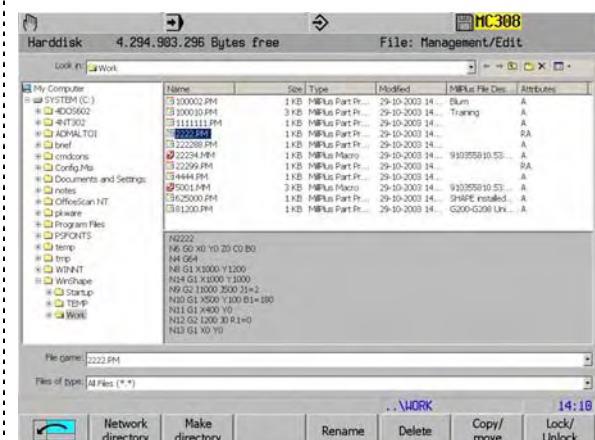 MC308
Harddisk 4.294.903.296 Bytes free File: Management/Edit
Look in: Work
My Computer
SYSTEM (C:)
4DOS602
4NT302
ADMALTOI
brief
cmdcons
Config.Msi
Documents and Settings
notes
OfficeScan NT
pkware
Program Files
PSFONTS
temp
tmp
WINNT
WinShape
Startup
TEMP
Work
Name Size Type Modified MillPlus File Des... Attributes
100002.PM 1 KB MillPlus Part Pr... 29-10-2003 14... Blum A
100010.PM 3 KB MillPlus Part Pr... 29-10-2003 14... Training A
1111111.PM 1 KB MillPlus Part Pr... 29-10-2003 14... A
2222.PM 1 KB MillPlus Part Pr... 29-10-2003 14... RA
222288.PM 1 KB MillPlus Part Pr... 29-10-2003 14... A
22234.MM 1 KB MillPlus Macro 29-10-2003 14... 910355810.53... A
22299.PM 1 KB MillPlus Part Pr... 29-10-2003 14... RA
4444.PM 1 KB MillPlus Part Pr... 29-10-2003 14... A
5001.MM 3 KB MillPlus Macro 29-10-2003 14... 910355810.53... A
625000.PM 1 KB MillPlus Part Pr... 29-10-2003 14... SHAPE installed... A
81200.PM 1 KB MillPlus Part Pr... 29-10-2003 14... G200-G208 Uni... A
N2222
N6 G0 X0 Y0 Z0 C0 B0
N4 G64
N8 G1 X1000 Y1200
N14 G1 X1000 Y1000
N9 G2 I1000 J500 J1=2
N10 G1 X500 Y100 B1=180
N11 G1 X400 Y0
N12 G2 I200 J0 R1=0
N13 G1 X0 Y0
File name: 2222.PM
Files of type: All Files (*.*)
..\WORK 14:10
Network directory
Make directory
Rename
Delete
Copy/ move
Lock/ Unlock